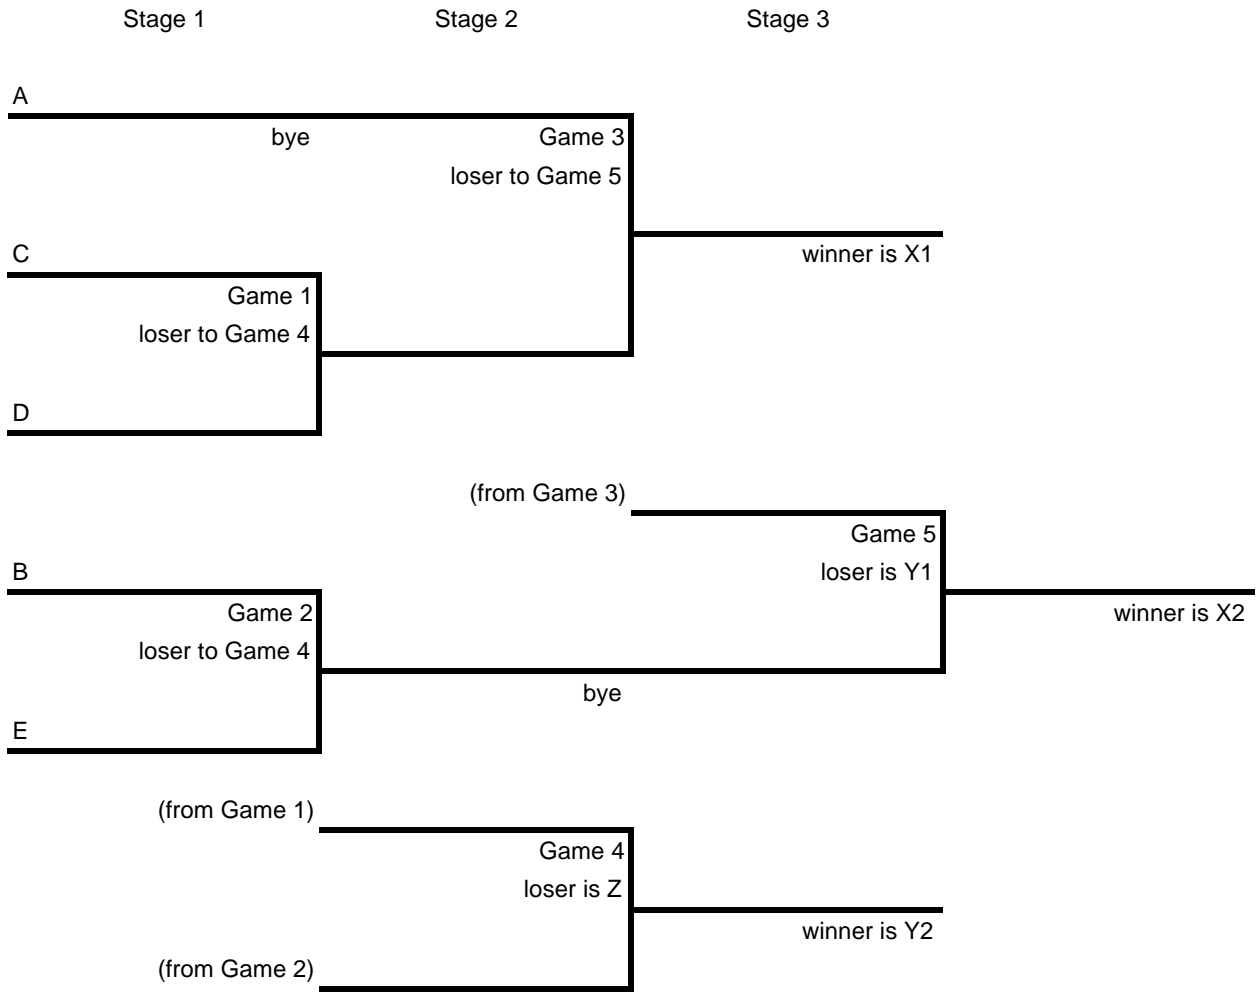 Stage 1 Stage 2 Stage 3
A
bye Game 3
loser to Game 5
C winner is X1
Game 1
loser to Game 4
D
(from Game 3)
Game 5
B loser is Y1
Game 2 winner is X2
loser to Game 4
bye
E
(from Game 1)
Game 4
loser is Z
winner is Y2
(from Game 2)